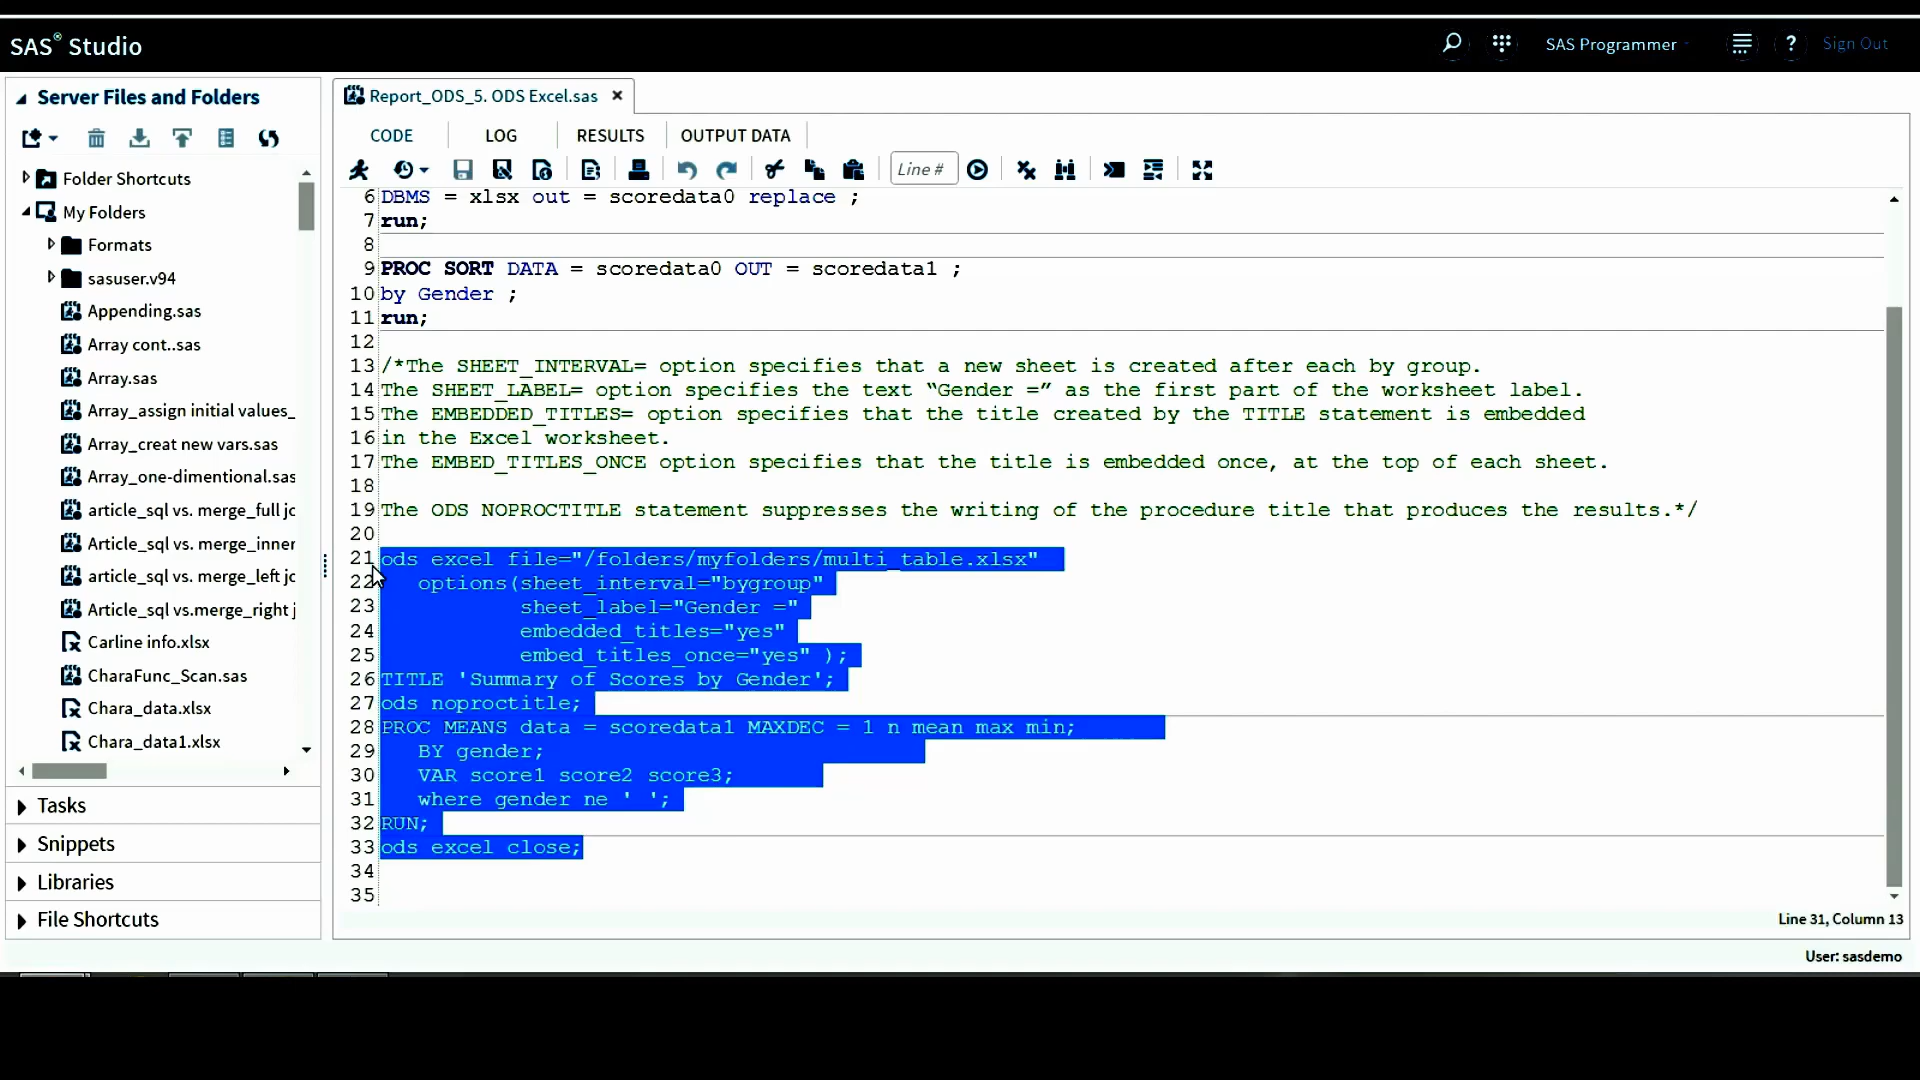 SAS® Studio
SAS Programmer
Sign Out
Server Files and Folders
Folder Shortcuts
My Folders
Formats
sasuser.v94
Appending.sas
Array cont..sas
Array.sas
Array_assign initial values_
Array_creat new vars.sas
Array_one-dimentional.sas
article_sql vs. merge_full jc
Article_sql vs. merge_inner
article_sql vs. merge_left jc
Article_sql vs.merge_right j
Carline info.xlsx
CharaFunc_Scan.sas
Chara_data.xlsx
Chara_data1.xlsx
Tasks
Snippets
Libraries
File Shortcuts
Report_ODS_5. ODS Excel.sas
CODE LOG RESULTS OUTPUT DATA
Line #
6 DBMS = xlsx out = scoredata0 replace ;
7 run;
8
9 PROC SORT DATA = scoredata0 OUT = scoredata1 ;
10 by Gender ;
11 run;
12
13 /*The SHEET_INTERVAL= option specifies that a new sheet is created after each by group.
14 The SHEET_LABEL= option specifies the text “Gender =” as the first part of the worksheet label.
15 The EMBEDDED_TITLES= option specifies that the title created by the TITLE statement is embedded
16 in the Excel worksheet.
17 The EMBED_TITLES_ONCE option specifies that the title is embedded once, at the top of each sheet.
18
19 The ODS NOPROCTITLE statement suppresses the writing of the procedure title that produces the results.*/
20
21 ods excel file="/folders/myfolders/multi_table.xlsx"
22 options(sheet_interval="bygroup"
23 sheet_label="Gender ="
24 embedded_titles="yes"
25 embed_titles_once="yes" );
26 TITLE 'Summary of Scores by Gender';
27 ods noproctitle;
28 PROC MEANS data = scoredata1 MAXDEC = 1 n mean max min;
29 BY gender;
30 VAR score1 score2 score3;
31 where gender ne ' ';
32 RUN;
33 ods excel close;
34
35
Line 31, Column 13
User: sasdemo